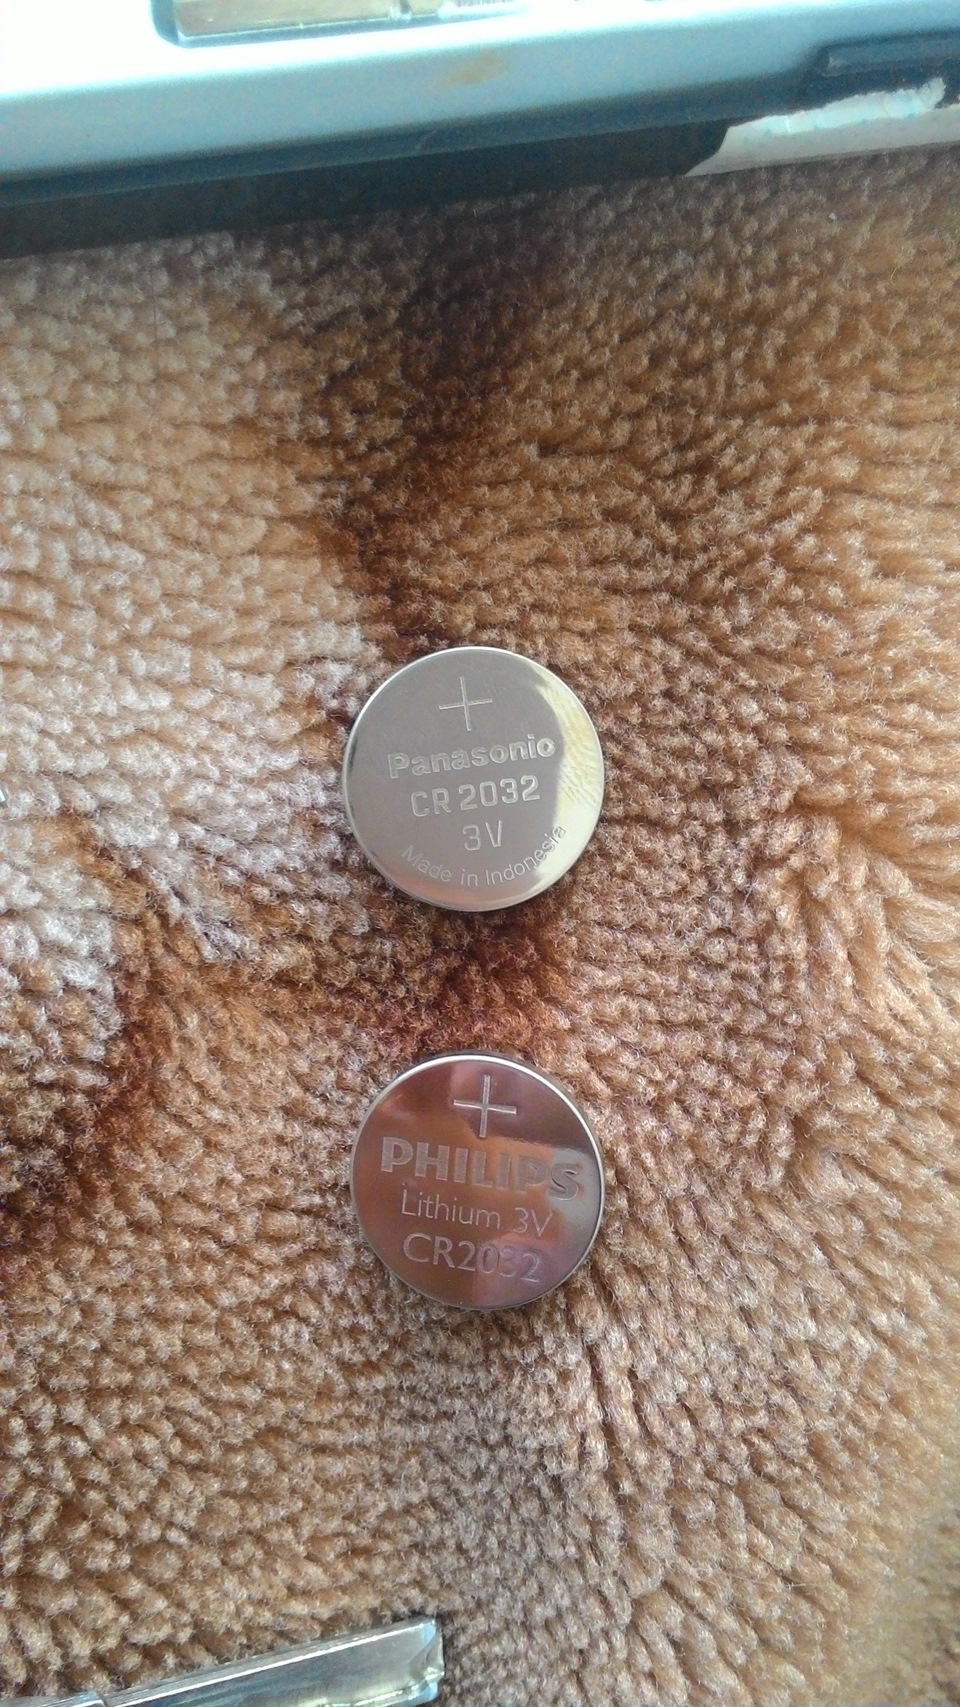 +
Panasonic
CR 2032
3V
Made in Indonesia
+
PHILIPS
Lithium 3V
CR2032